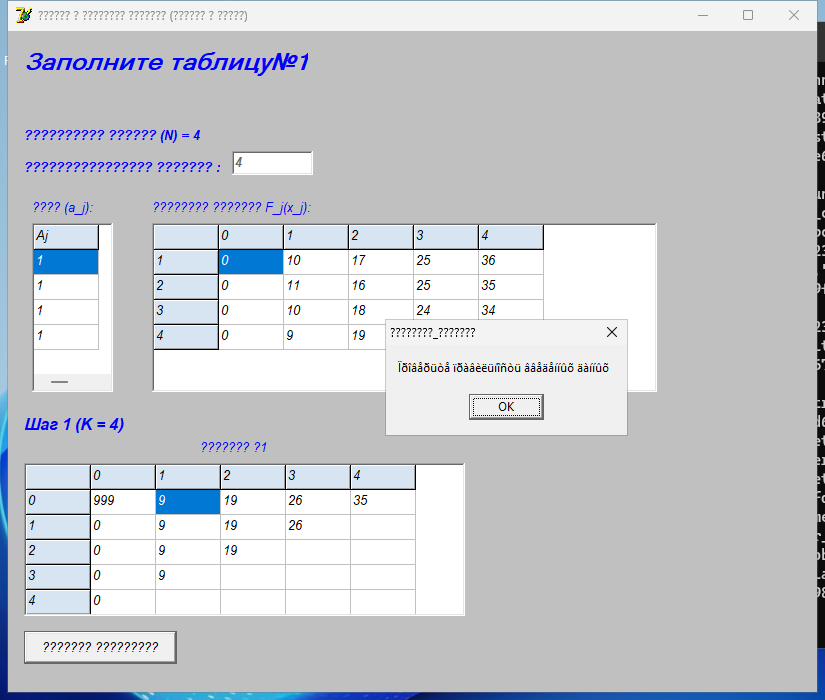 ?????? ? ???????? ??????? (?????? ? ?????)
Заполните таблицу№1
?????????? ?????? (N) = 4
???????????????? ??????? : 4
???? (a_j): ???????? ??????? F_j(x_j):
Aj 0 1 2 3 4
1 1 0 10 17 25 36
1 2 0 11 16 25 35
1 3 0 10 18 24 34
1 4 0 9 19
????????_???????
Ïðîâåðüòå ïðàâèëüíîñòü ââåäåííûõ äàííûõ
OK
Шаг 1 (K = 4)
??????? ?1
0 1 2 3 4
0 999 9 19 26 35
1 0 9 19 26
2 0 9 19
3 0 9
4 0
??????? ?????????